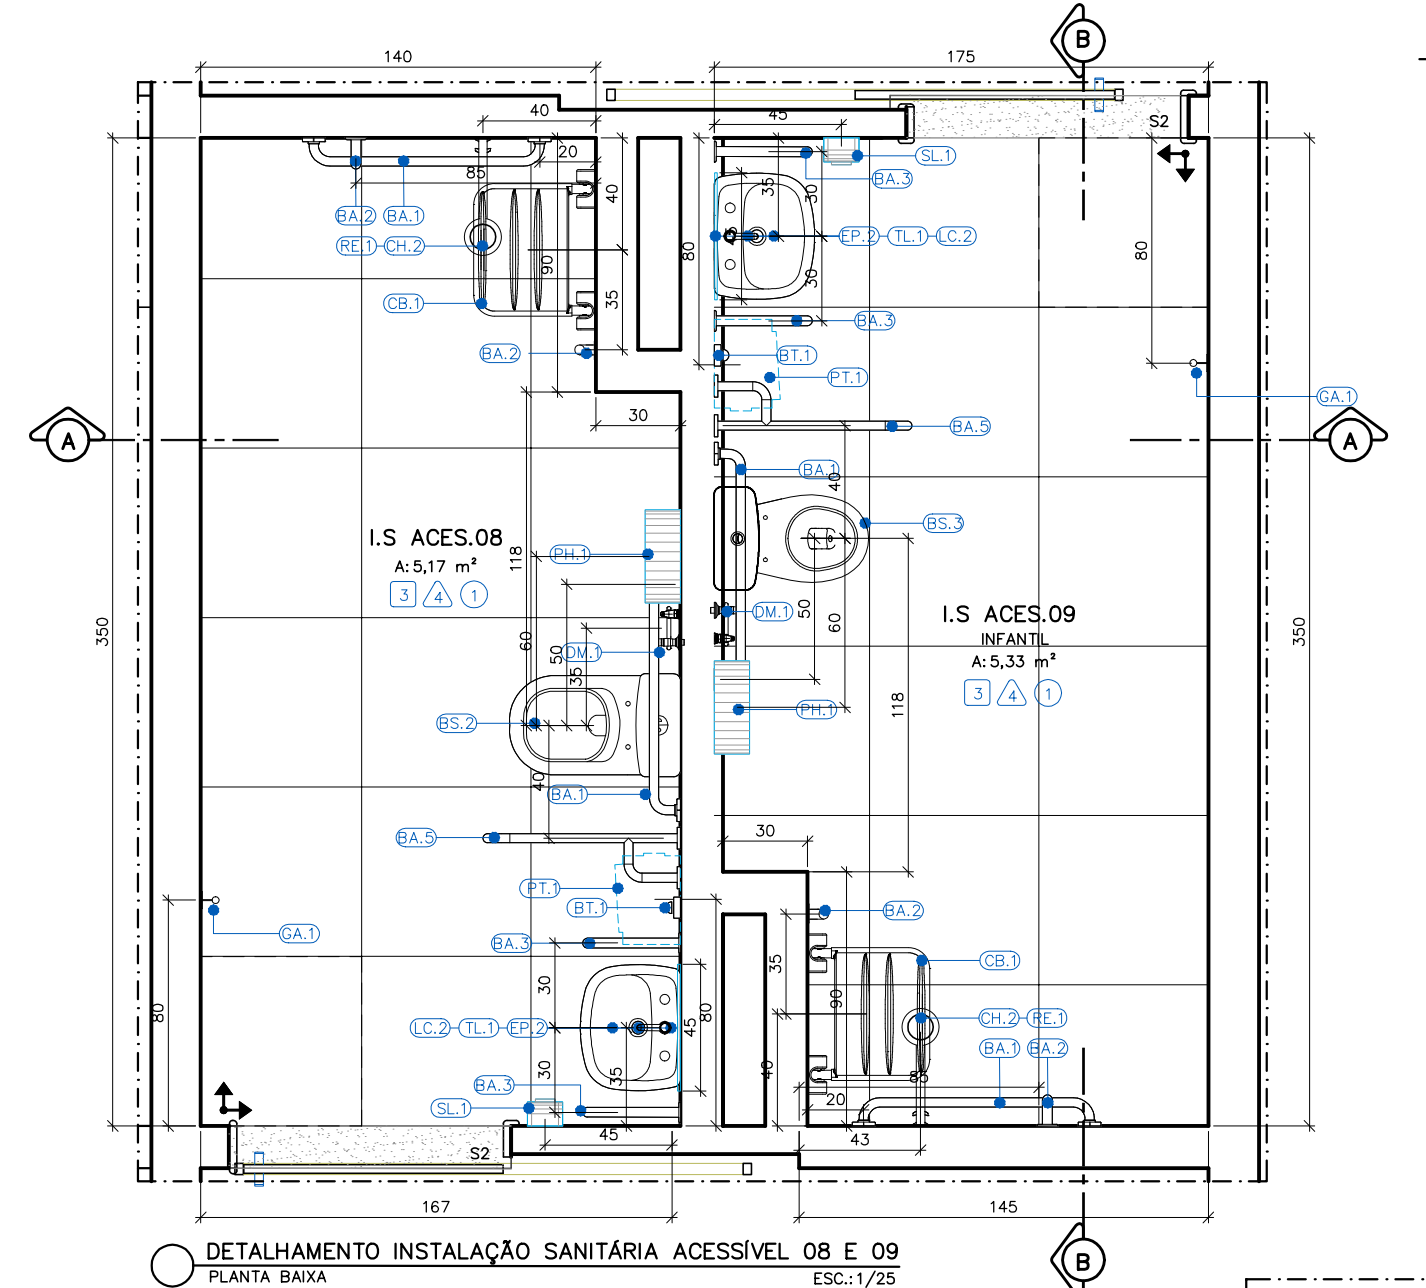 B
140
175
40
45
S2
20
85
35
30
SL.1
BA.3
BA.2
BA.1
40
RE.1
CH.2
EP.2
TL.1
LC.2
45
90
80
80
30
35
CB.1
BA.3
BA.2
BT.1
PT.1
GA.1
30
BA.5
A
A
BA.1
40
BS.3
I.S ACES.08
A: 5,17 m²
3
4
1
118
PH.1
DM.1
50
60
I.S ACES.09
INFANTIL
A: 5,33 m²
3
4
1
350
350
60
50
35
DM.1
BS.2
PH.1
118
40
BA.1
BA.5
30
PT.1
BT.1
BA.2
GA.1
BA.3
CB.1
35
90
80
30
LC.2
TL.1
EP.2
45
80
CH.2
RE.1
BA.1
BA.2
40
30
35
BA.3
85
SL.1
20
45
43
S2
167
145
B
DETALHAMENTO INSTALAÇÃO SANITÁRIA ACESSÍVEL 08 E 09
PLANTA BAIXA
ESC.: 1/25